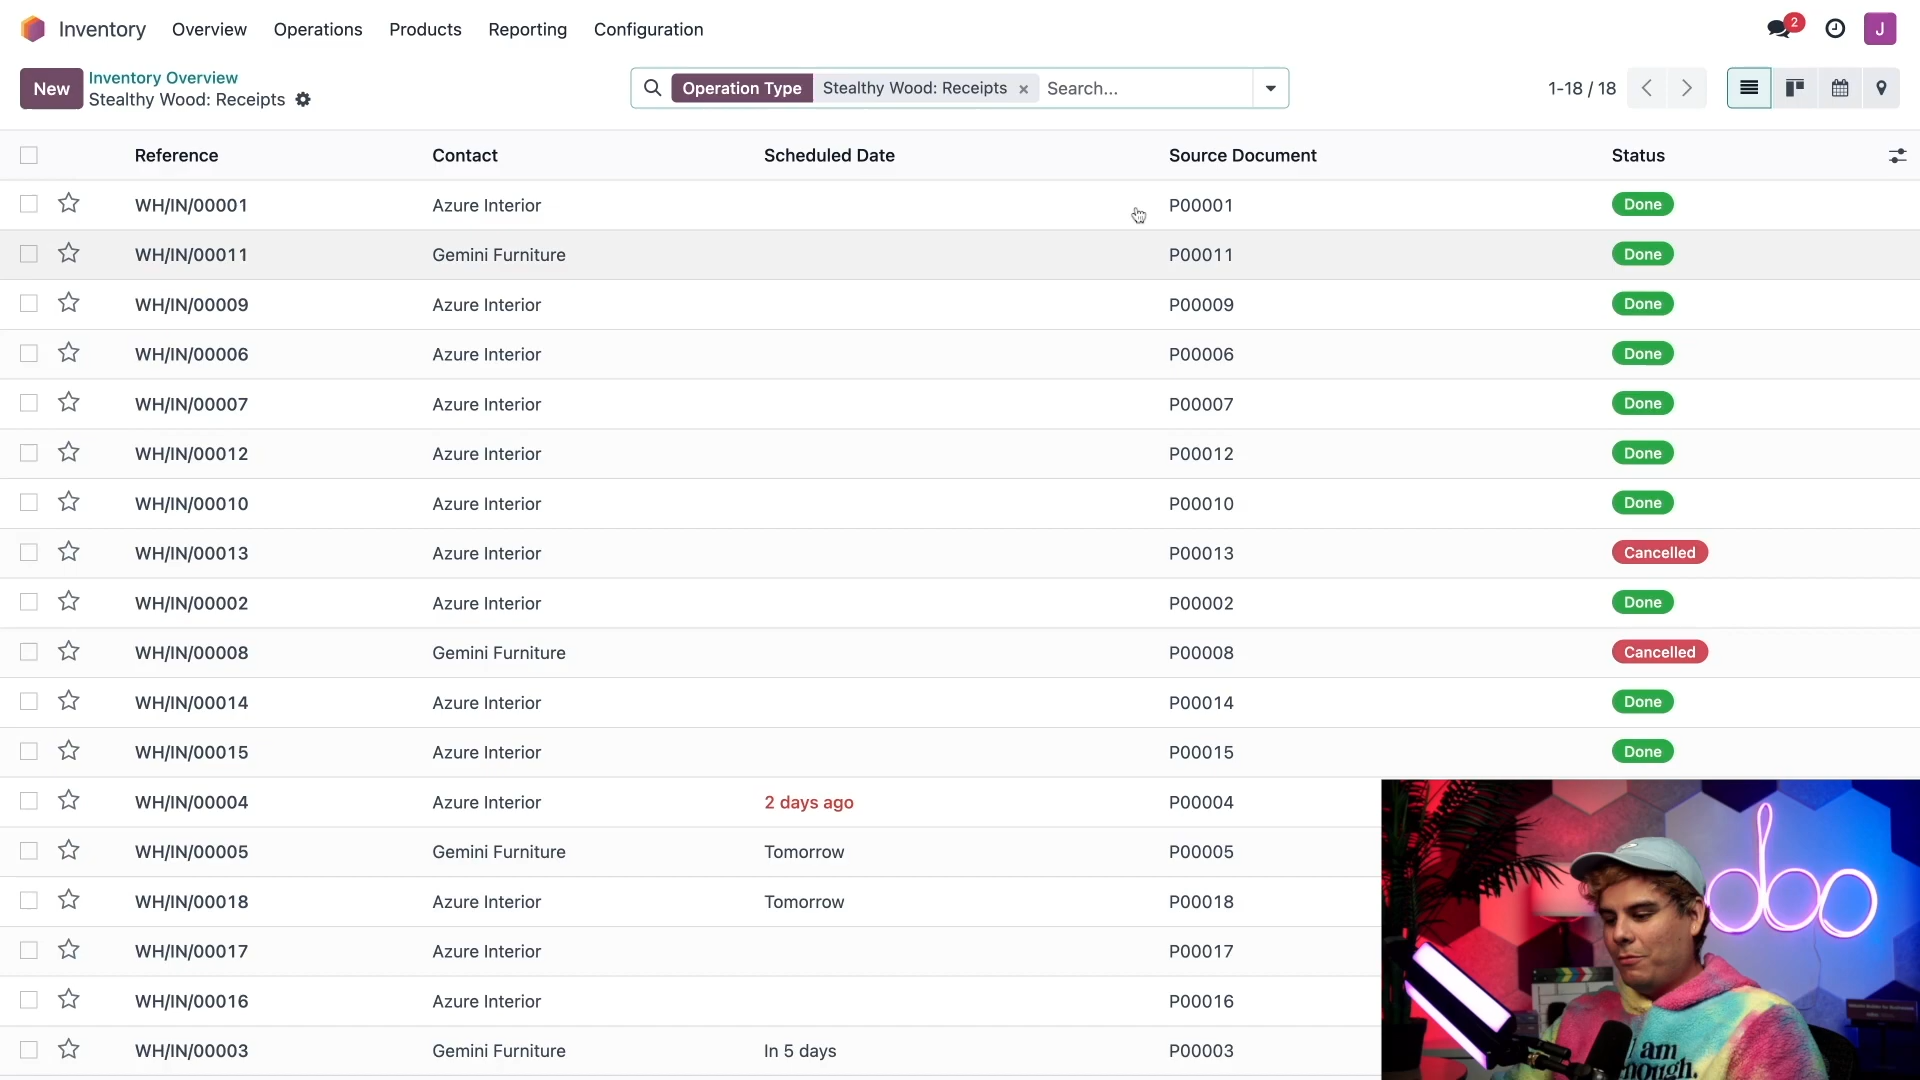 Inventory Overview Operations Products Reporting Configuration 2 J
New Inventory Overview
Stealthy Wood: Receipts
Operation Type Stealthy Wood: Receipts × Search... 1-18 / 18
Reference Contact Scheduled Date Source Document Status
WH/IN/00001 Azure Interior P00001 Done
WH/IN/00011 Gemini Furniture P00011 Done
WH/IN/00009 Azure Interior P00009 Done
WH/IN/00006 Azure Interior P00006 Done
WH/IN/00007 Azure Interior P00007 Done
WH/IN/00012 Azure Interior P00012 Done
WH/IN/00010 Azure Interior P00010 Done
WH/IN/00013 Azure Interior P00013 Cancelled
WH/IN/00002 Azure Interior P00002 Done
WH/IN/00008 Gemini Furniture P00008 Cancelled
WH/IN/00014 Azure Interior P00014 Done
WH/IN/00015 Azure Interior P00015 Done
WH/IN/00004 Azure Interior 2 days ago P00004
WH/IN/00005 Gemini Furniture Tomorrow P00005
WH/IN/00018 Azure Interior Tomorrow P00018
WH/IN/00017 Azure Interior P00017
WH/IN/00016 Azure Interior P00016
WH/IN/00003 Gemini Furniture In 5 days P00003
I am
enough.